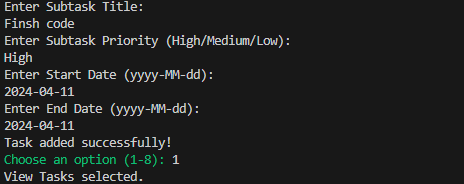 Enter Subtask Title:
Finsh code
Enter Subtask Priority (High/Medium/Low):
High
Enter Start Date (yyyy-MM-dd):
2024-04-11
Enter End Date (yyyy-MM-dd):
2024-04-11
Task added successfully!
Choose an option (1-8): 1
View Tasks selected.